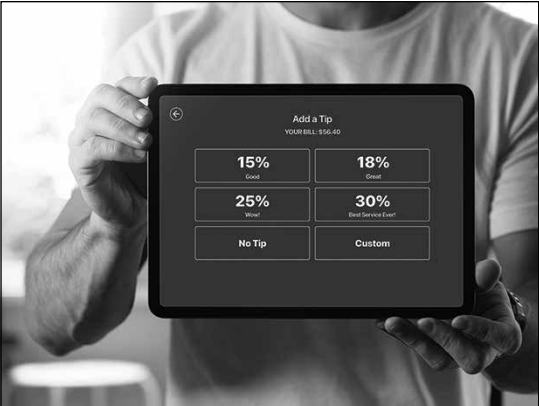 Add a Tip
YOUR BILL: $56.40
15%
Good
18%
Great
25%
Wow!
30%
Best Service Ever!
No Tip
Custom